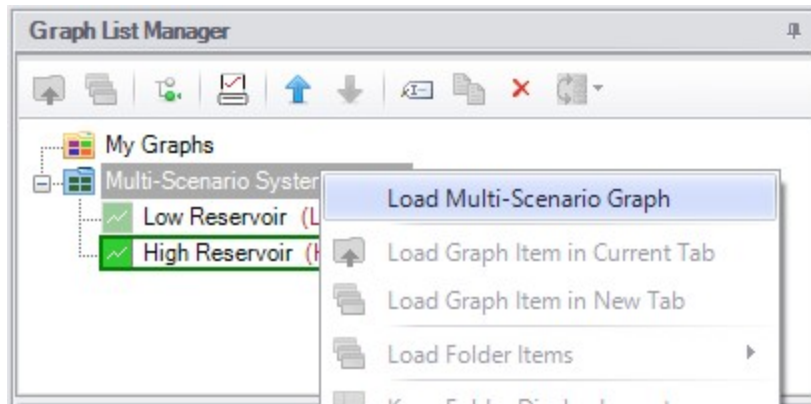 Graph List Manager
My Graphs
Multi-Scenario Syster
Low Reservoir (L
High Reservoir (H
Load Multi-Scenario Graph
Load Graph Item in Current Tab
Load Graph Item in New Tab
Load Folder Items